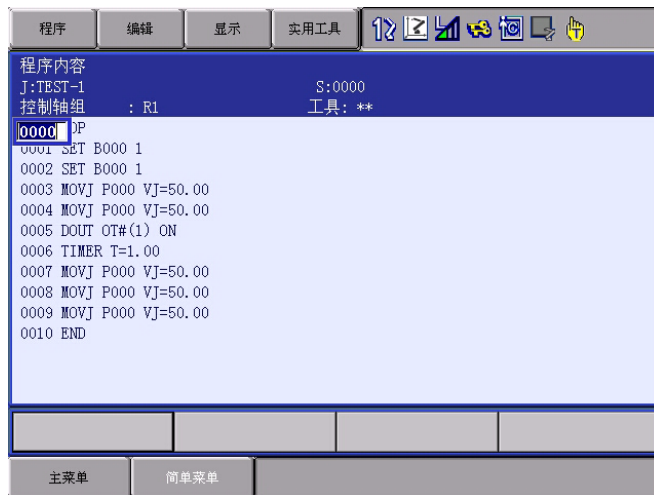 程序 编辑 显示 实用工具
程序内容
J:TEST-1 S:0000
控制轴组 : R1 工具: **
0000 OP
0001 SET B000 1
0002 SET B000 1
0003 MOVJ P000 VJ=50.00
0004 MOVJ P000 VJ=50.00
0005 DOUT OT#(1) ON
0006 TIMER T=1.00
0007 MOVJ P000 VJ=50.00
0008 MOVJ P000 VJ=50.00
0009 MOVJ P000 VJ=50.00
0010 END
主菜单 简单菜单